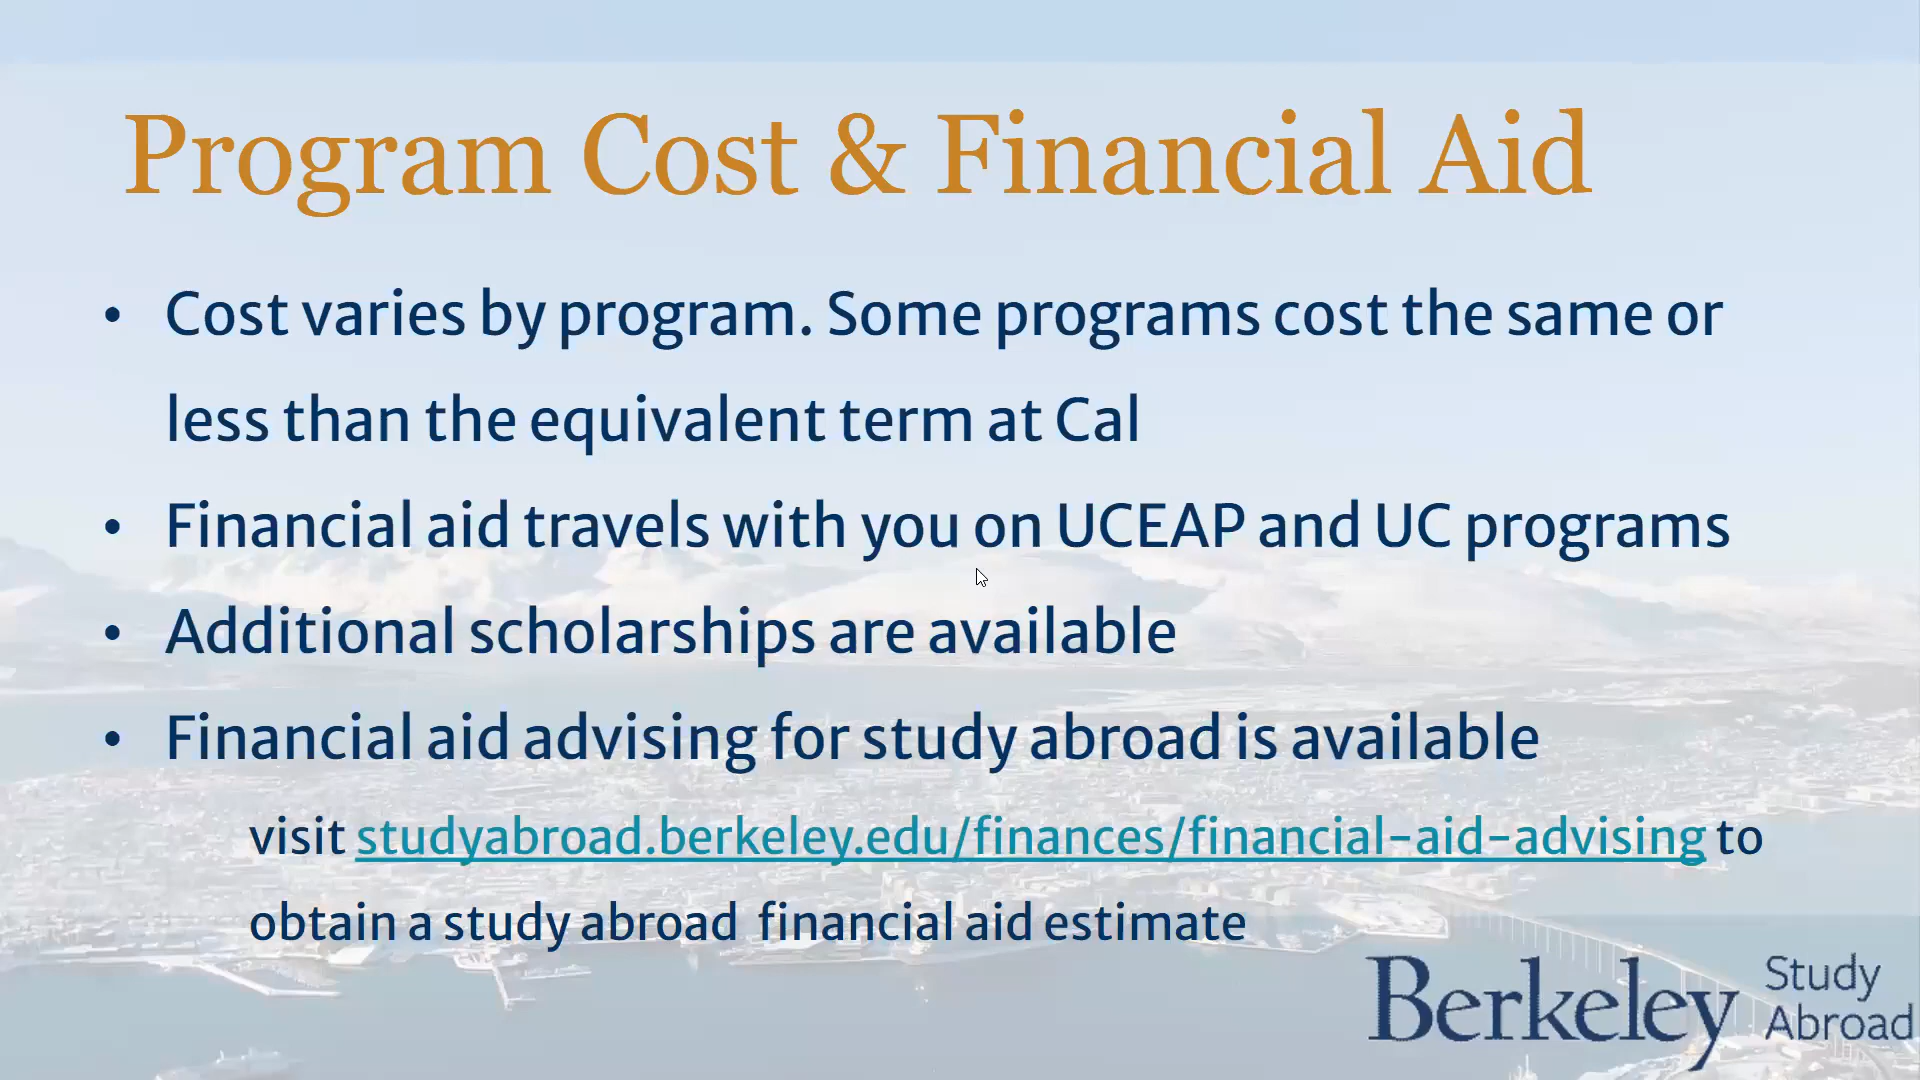 Program Cost & Financial Aid
• Cost varies by program. Some programs cost the same or
less than the equivalent term at Cal
• Financial aid travels with you on UCEAP and UC programs
• Additional scholarships are available
• Financial aid advising for study abroad is available
visit studyabroad.berkeley.edu/finances/financial-aid-advising to
obtain a study abroad  financial aid estimate
Berkeley Study
Abroad